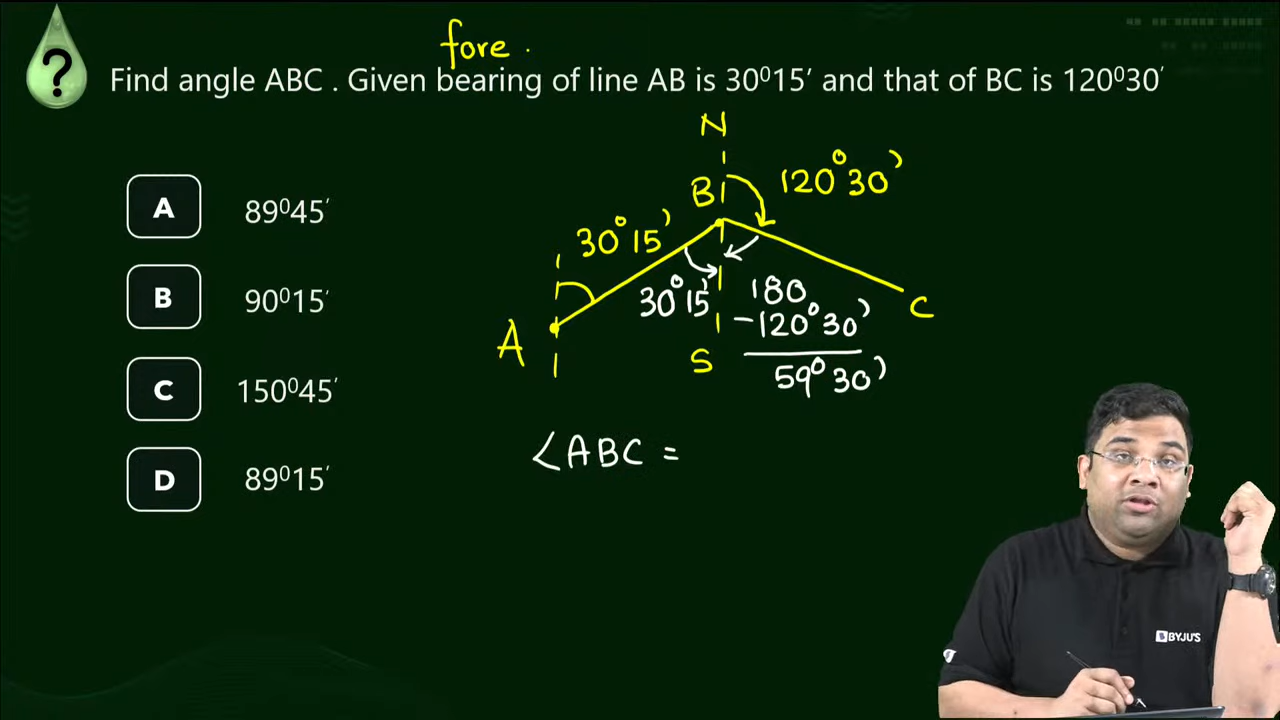 fore.
?
Find angle ABC . Given bearing of line AB is 30⁰15′ and that of BC is 120⁰30′
A 89⁰45′
B 90⁰15′
C 150⁰45′
D 89⁰15′
N
B
120°30'
30°15'
30°15'
180
-120°30'
59°30'
A
C
S
∠ABC =
BYJU'S